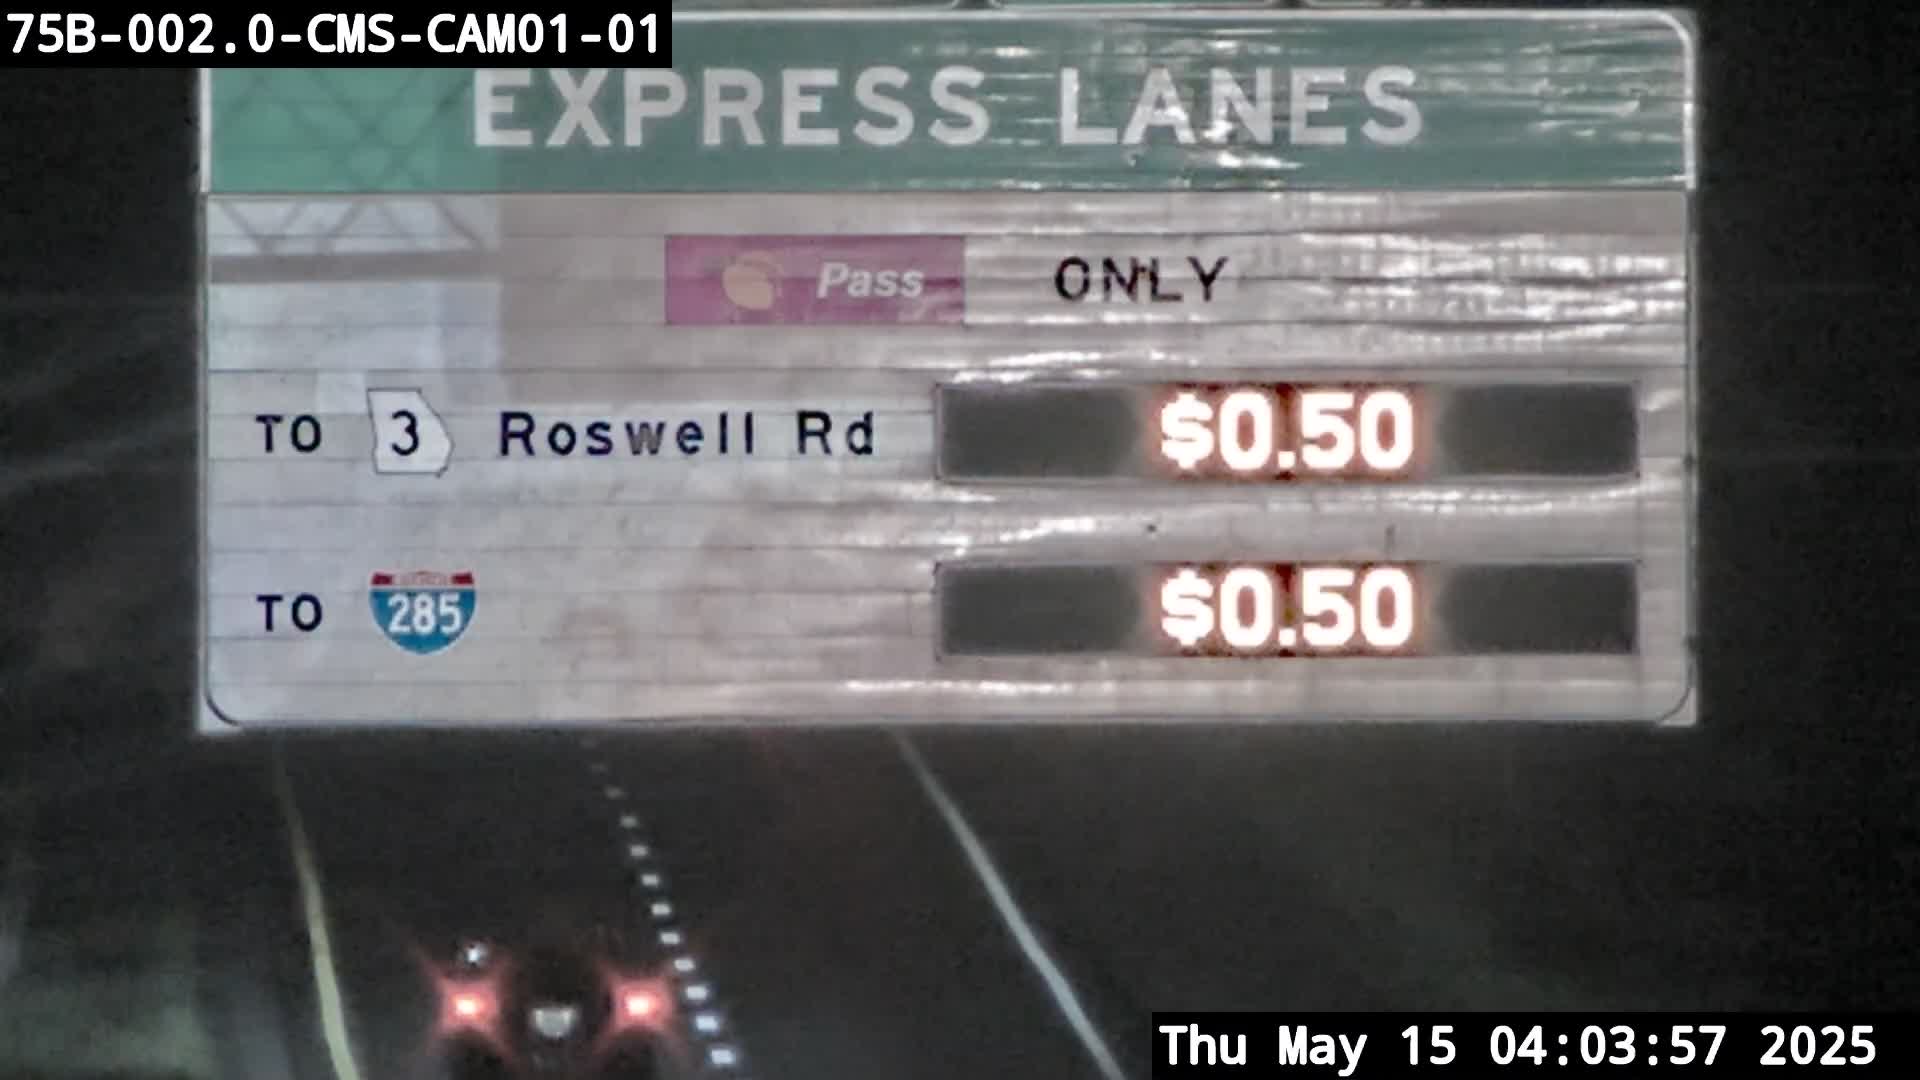 75B-002.0-CMS-CAM01-01
EXPRESS LANES
Pass ONLY
TO 3 Roswell Rd $0.50
TO 285 $0.50
Thu May 15 04:03:57 2025